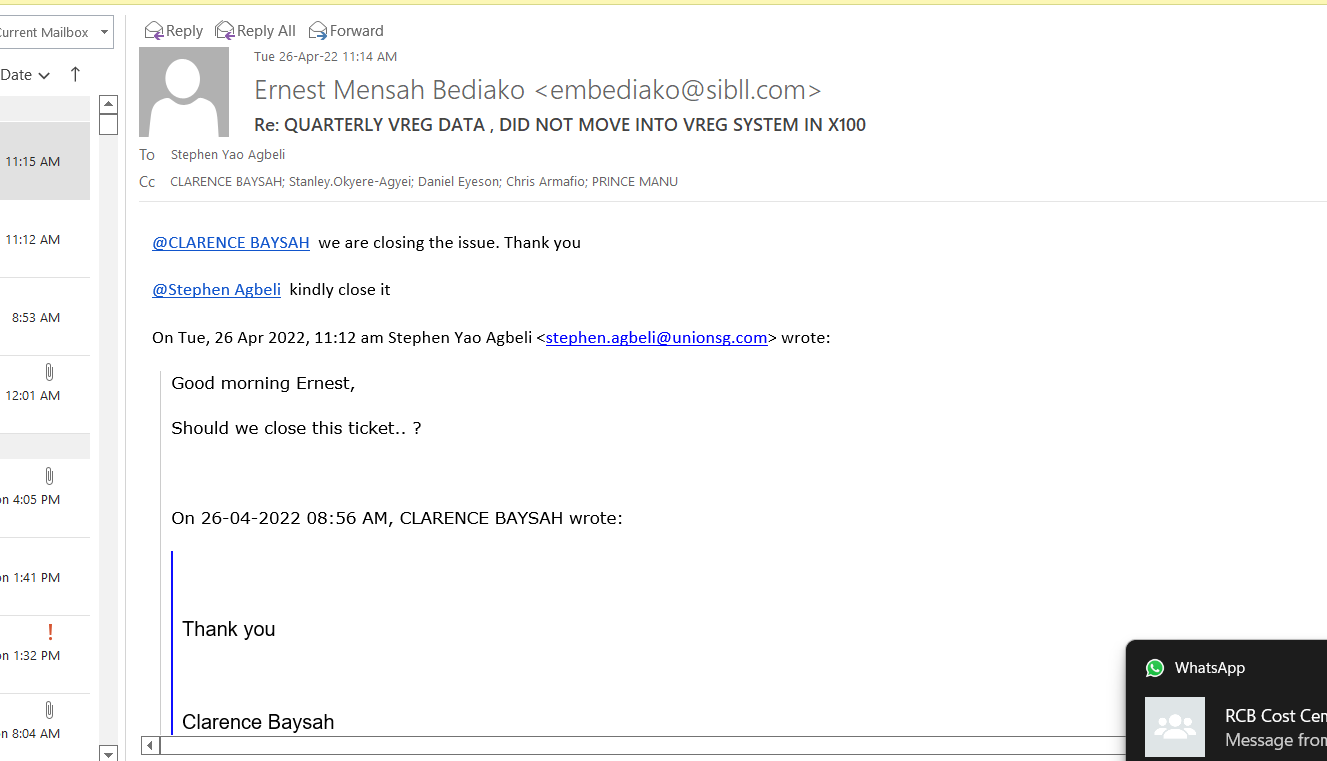 Current Mailbox
Date
11:15 AM
11:12 AM
8:53 AM
12:01 AM
4:05 PM
1:41 PM
1:32 PM
8:04 AM
Reply Reply All Forward
Tue 26-Apr-22 11:14 AM
Ernest Mensah Bediako <embediako@sibll.com>
Re: QUARTERLY VREG DATA , DID NOT MOVE INTO VREG SYSTEM IN X100
To Stephen Yao Agbeli
Cc CLARENCE BAYSAH; Stanley.Okyere-Agyei; Daniel Eyeson; Chris Armafio; PRINCE MANU
@CLARENCE BAYSAH we are closing the issue. Thank you
@Stephen Agbeli kindly close it
On Tue, 26 Apr 2022, 11:12 am Stephen Yao Agbeli <stephen.agbeli@unionsg.com> wrote:
Good morning Ernest,
Should we close this ticket.. ?
On 26-04-2022 08:56 AM, CLARENCE BAYSAH wrote:
Thank you
Clarence Baysah
WhatsApp
RCB Cost Cen
Message from